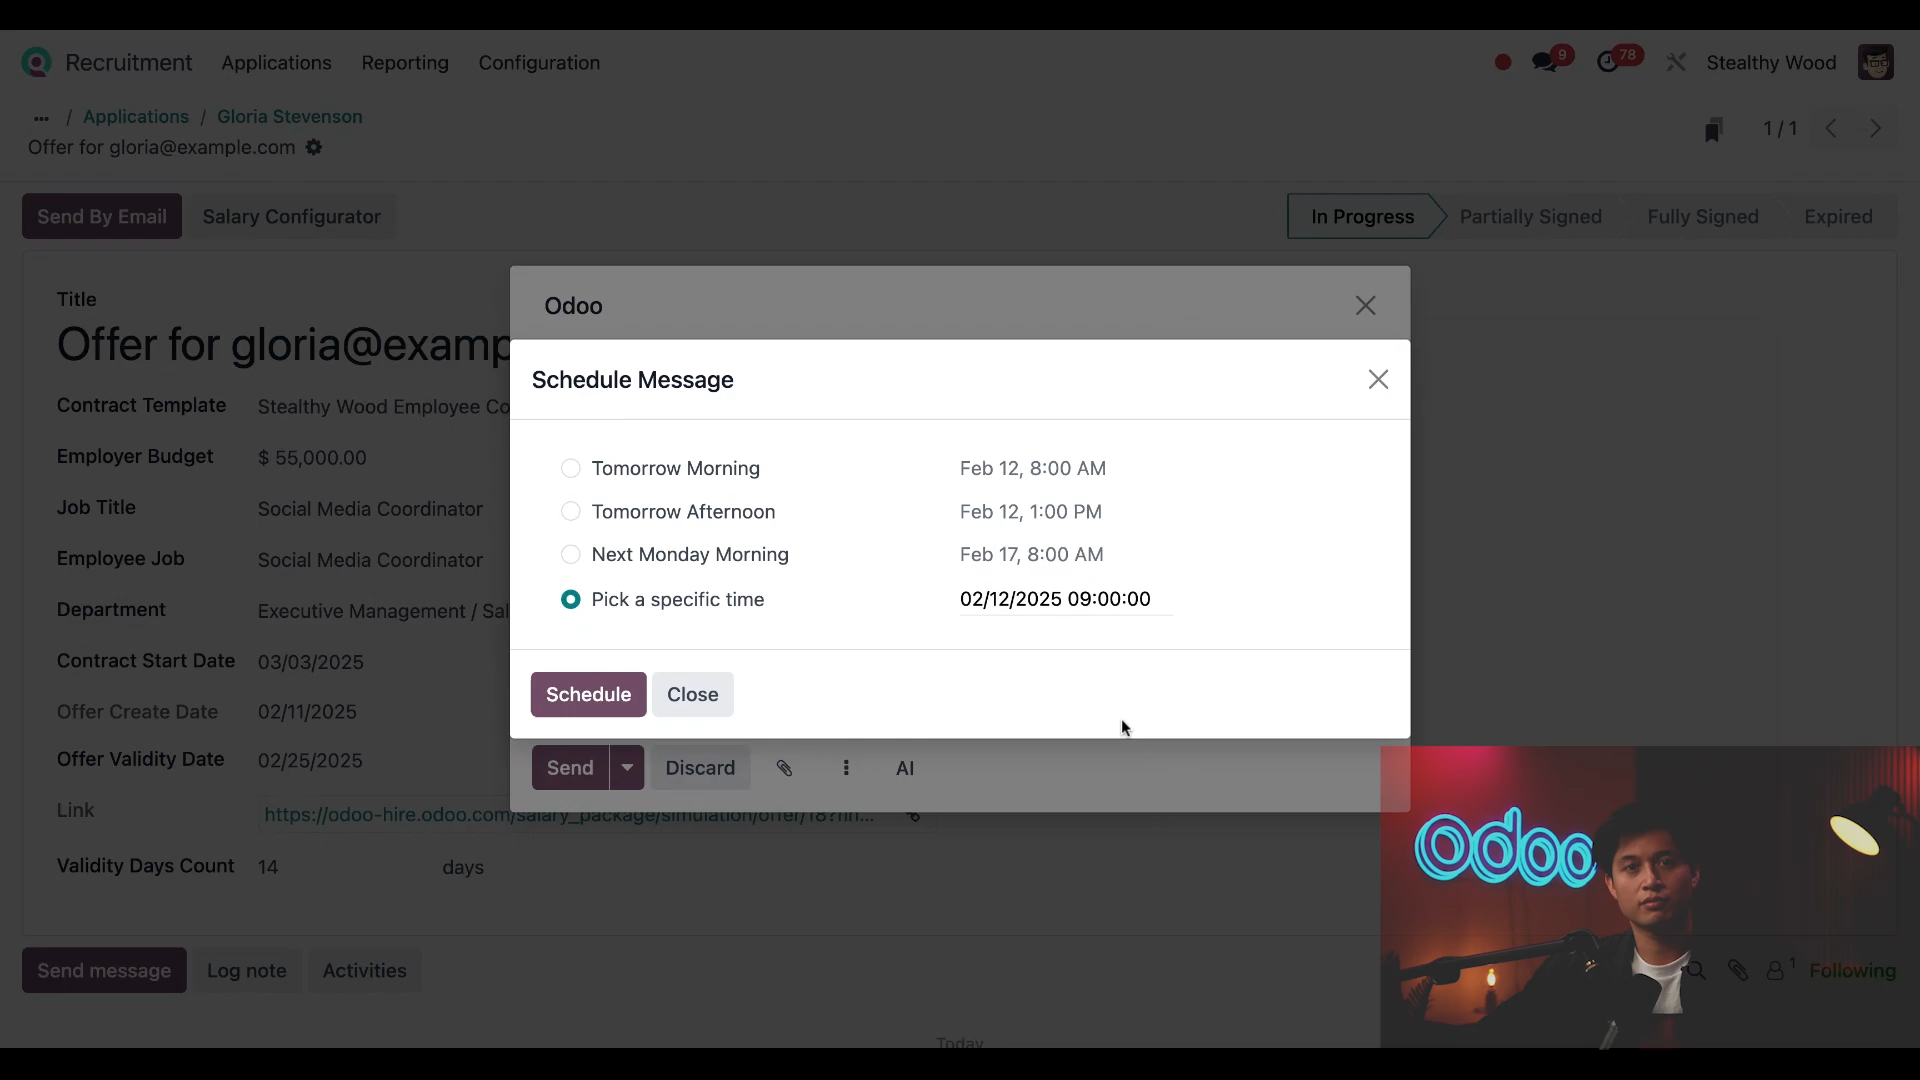 Recruitment Applications Reporting Configuration 9 78 Stealthy Wood
... / Applications / Gloria Stevenson
Offer for gloria@example.com
1 / 1
Send By Email Salary Configurator In Progress Partially Signed Fully Signed Expired
Title
Offer for gloria@examp
Contract Template Stealthy Wood Employee Co
Employer Budget $ 55,000.00
Job Title Social Media Coordinator
Employee Job Social Media Coordinator
Department Executive Management / Sal
Contract Start Date 03/03/2025
Offer Create Date 02/11/2025
Offer Validity Date 02/25/2025
Link https://odoo-hire.odoo.com/salary_package/simulation/offer/18?...
Validity Days Count 14 days
Odoo
Schedule Message
Tomorrow Morning Feb 12, 8:00 AM
Tomorrow Afternoon Feb 12, 1:00 PM
Next Monday Morning Feb 17, 8:00 AM
Pick a specific time 02/12/2025 09:00:00
Schedule Close
Send Discard AI
odoo
Send message Log note Activities 1 Following
Today